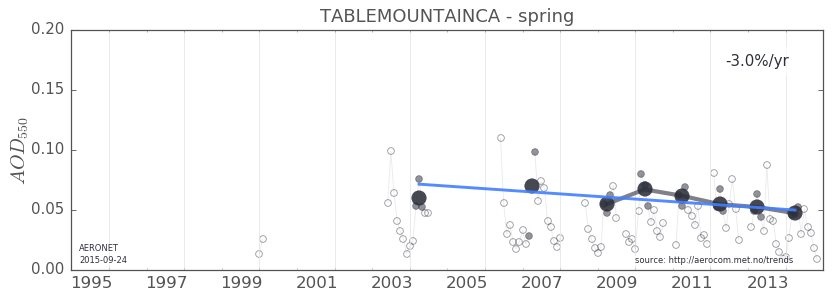 TABLEMOUNTAINCA - spring
0.20
-3.0%/yr
0.15
AOD550
0.10
0.05
AERONET
2015-09-24
source: http://aerocom.met.no/trends
0.00
1995 1997 1999 2001 2003 2005 2007 2009 2011 2013